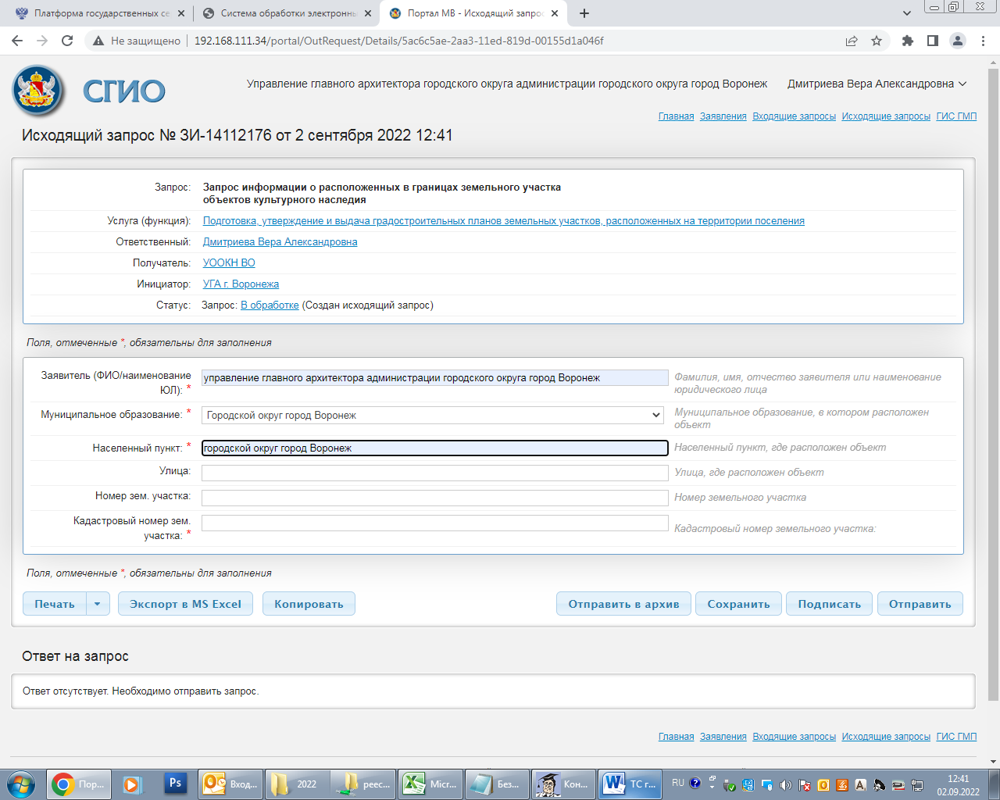 Платформа государственных се
Система обработки электронны
Портал МВ - Исходящий запрос
Не защищено
192.168.111.34/portal/OutRequest/Details/5ac6c5ae-2aa3-11ed-819d-00155d1a046f
СГИО
Управление главного архитектора городского округа администрации городского округа город Воронеж
Дмитриева Вера Александровна
Главная Заявления Входящие запросы Исходящие запросы ГИС ГМП
Исходящий запрос № ЗИ-14112176 от 2 сентября 2022 12:41
Запрос: Запрос информации о расположенных в границах земельного участка
объектов культурного наследия
Услуга (функция): Подготовка, утверждение и выдача градостроительных планов земельных участков, расположенных на территории поселения
Ответственный: Дмитриева Вера Александровна
Получатель: УООКН ВО
Инициатор: УГА г. Воронежа
Статус: Запрос: В обработке (Создан исходящий запрос)
Поля, отмеченные *, обязательны для заполнения
Заявитель (ФИО/наименование
ЮЛ): *
управление главного архитектора администрации городского округа город Воронеж
Фамилия, имя, отчество заявителя или наименование
юридического лица
Муниципальное образование: *
Городской округ город Воронеж
Муниципальное образование, в котором расположен
объект
Населенный пункт: *
городской округ город Воронеж
Населенный пункт, где расположен объект
Улица:
Улица, где расположен объект
Номер зем. участка:
Номер земельного участка
Кадастровый номер зем.
участка: *
Кадастровый номер земельного участка:
Поля, отмеченные *, обязательны для заполнения
Печать
Экспорт в MS Excel
Копировать
Отправить в архив
Сохранить
Подписать
Отправить
Ответ на запрос
Ответ отсутствует. Необходимо отправить запрос.
Главная Заявления Входящие запросы Исходящие запросы ГИС ГМП
Пор...
Ps
Вход...
2022
реес...
Micr...
Без...
Кон...
ТС г...
RU
12:41
02.09.2022